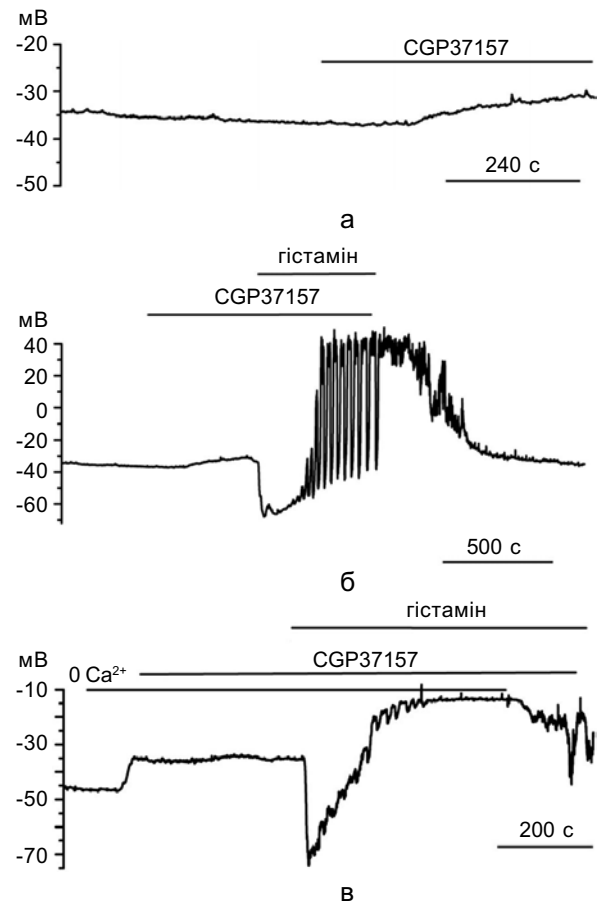 мВ
-20
CGP37157
-30
-40
240 с
-50
а
гістамін
CGP37157
мВ
40
20
0
-20
-40
-60
500 с
б
гістамін
мВ
CGP37157
0 Ca²⁺
-10
-30
-50
200 с
-70
в